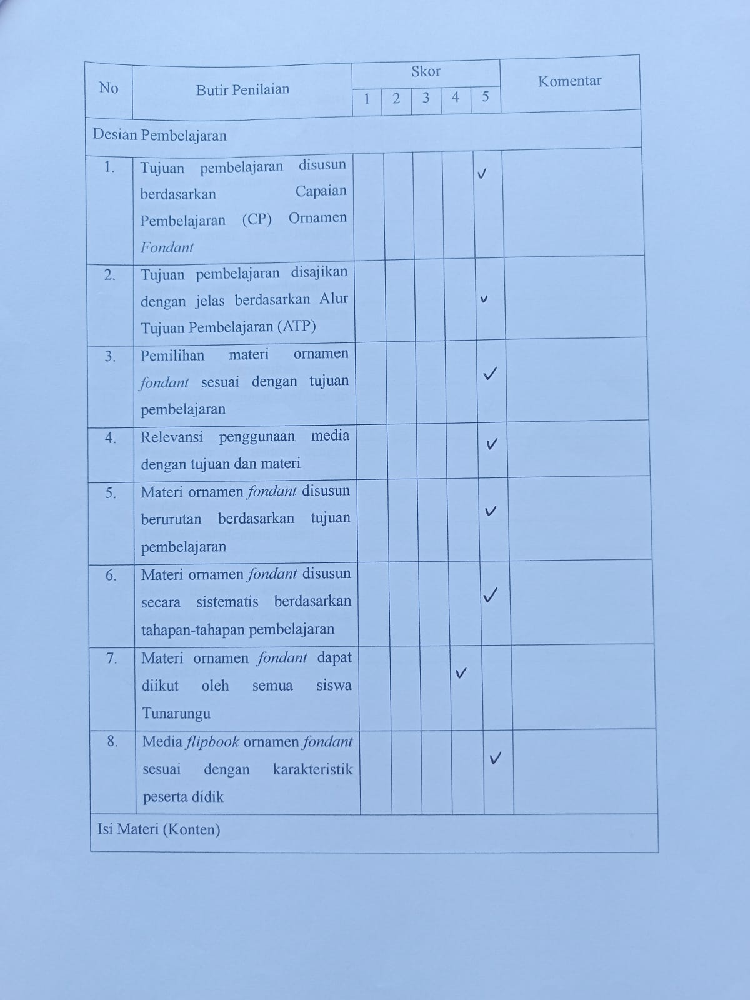 No Butir Penilaian Skor Komentar
1 2 3 4 5
Desian Pembelajaran
1. Tujuan pembelajaran disusun ✓
berdasarkan Capaian
Pembelajaran (CP) Ornamen
Fondant
2. Tujuan pembelajaran disajikan
dengan jelas berdasarkan Alur ✓
Tujuan Pembelajaran (ATP)
3. Pemilihan materi ornamen
fondant sesuai dengan tujuan ✓
pembelajaran
4. Relevansi penggunaan media ✓
dengan tujuan dan materi
5. Materi ornamen fondant disusun
berurutan berdasarkan tujuan ✓
pembelajaran
6. Materi ornamen fondant disusun
secara sistematis berdasarkan ✓
tahapan-tahapan pembelajaran
7. Materi ornamen fondant dapat ✓
diikut oleh semua siswa
Tunarungu
8. Media flipbook ornamen fondant
sesuai dengan karakteristik ✓
peserta didik
Isi Materi (Konten)